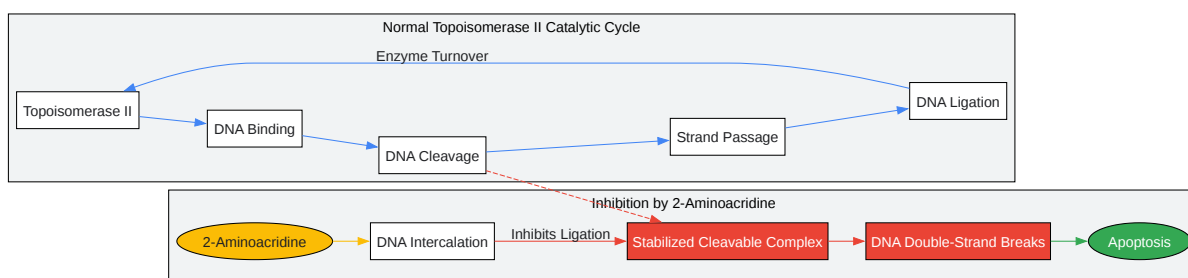 Normal Topoisomerase II Catalytic Cycle
Enzyme Turnover
Topoisomerase II
DNA Binding
DNA Cleavage
Strand Passage
DNA Ligation
Inhibition by 2-Aminoacridine
2-Aminoacridine
DNA Intercalation
Inhibits Ligation
Stabilized Cleavable Complex
DNA Double-Strand Breaks
Apoptosis